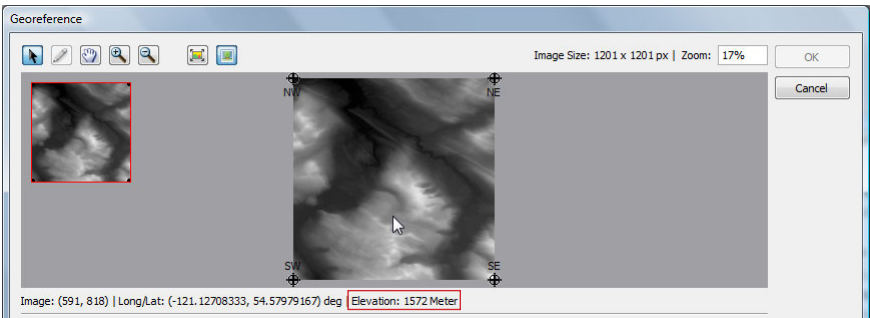 Georeference
Image Size: 1201 x 1201 px | Zoom: 17%
OK
Cancel
NW
NE
SW
SE
Image: (591, 818) | Long/Lat: (-121.12708333, 54.57979167) deg | Elevation: 1572 Meter